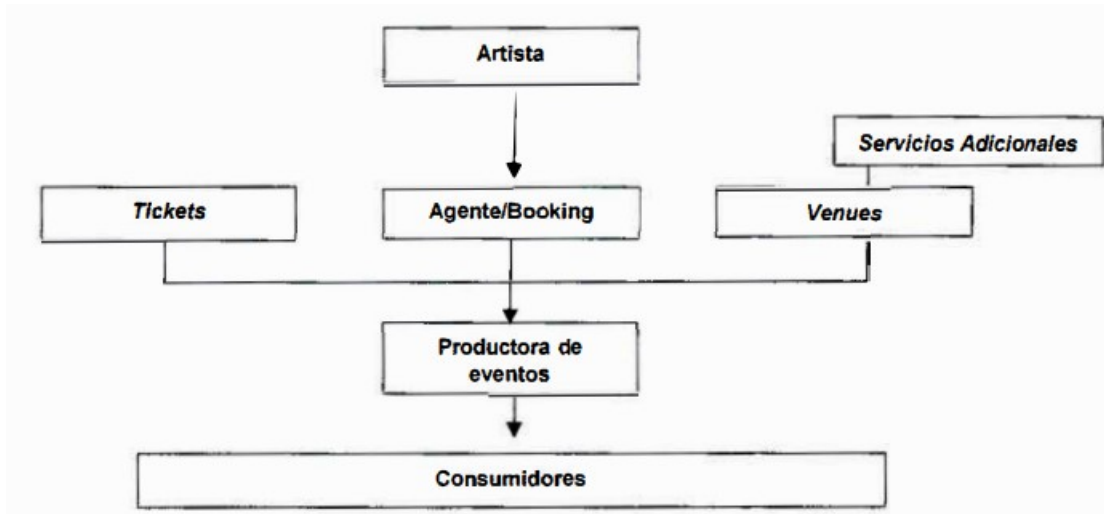 Artista
Servicios Adicionales
Tickets
Agente/Booking
Venues
Productora de
eventos
Consumidores